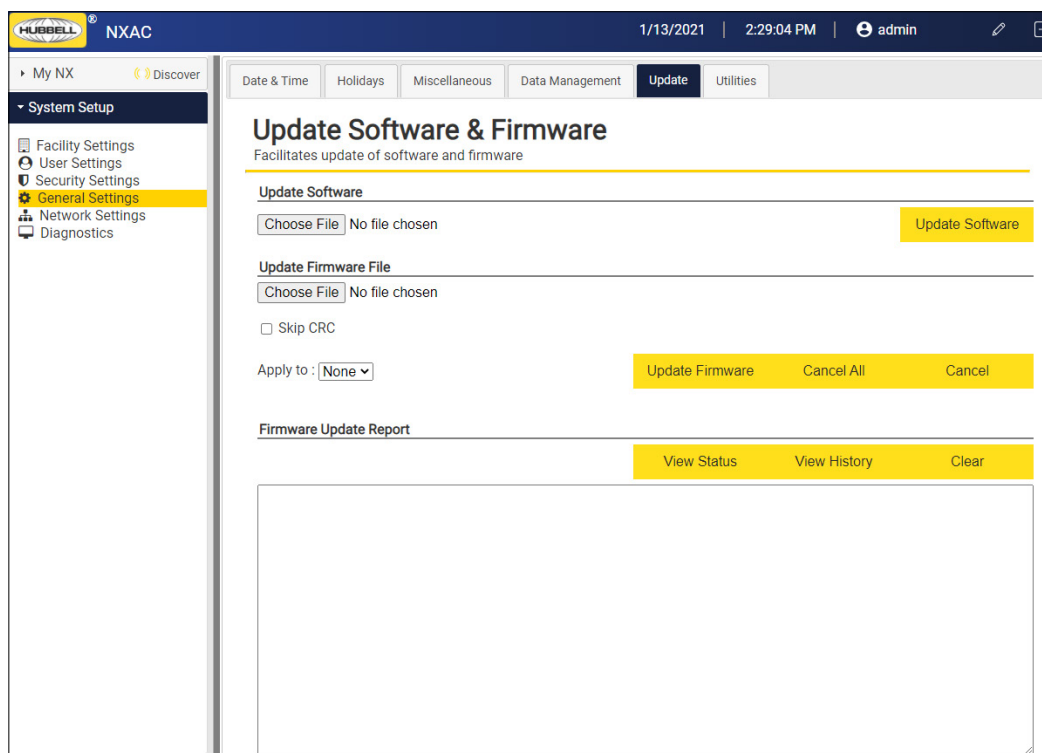 HUBBELL ® NXAC 1/13/2021 | 2:29:04 PM | admin
My NX Discover
System Setup
Facility Settings
User Settings
Security Settings
General Settings
Network Settings
Diagnostics
Date & Time Holidays Miscellaneous Data Management Update Utilities
Update Software & Firmware
Facilitates update of software and firmware
Update Software
Choose File No file chosen Update Software
Update Firmware File
Choose File No file chosen
Skip CRC
Apply to : None Update Firmware Cancel All Cancel
Firmware Update Report
View Status View History Clear